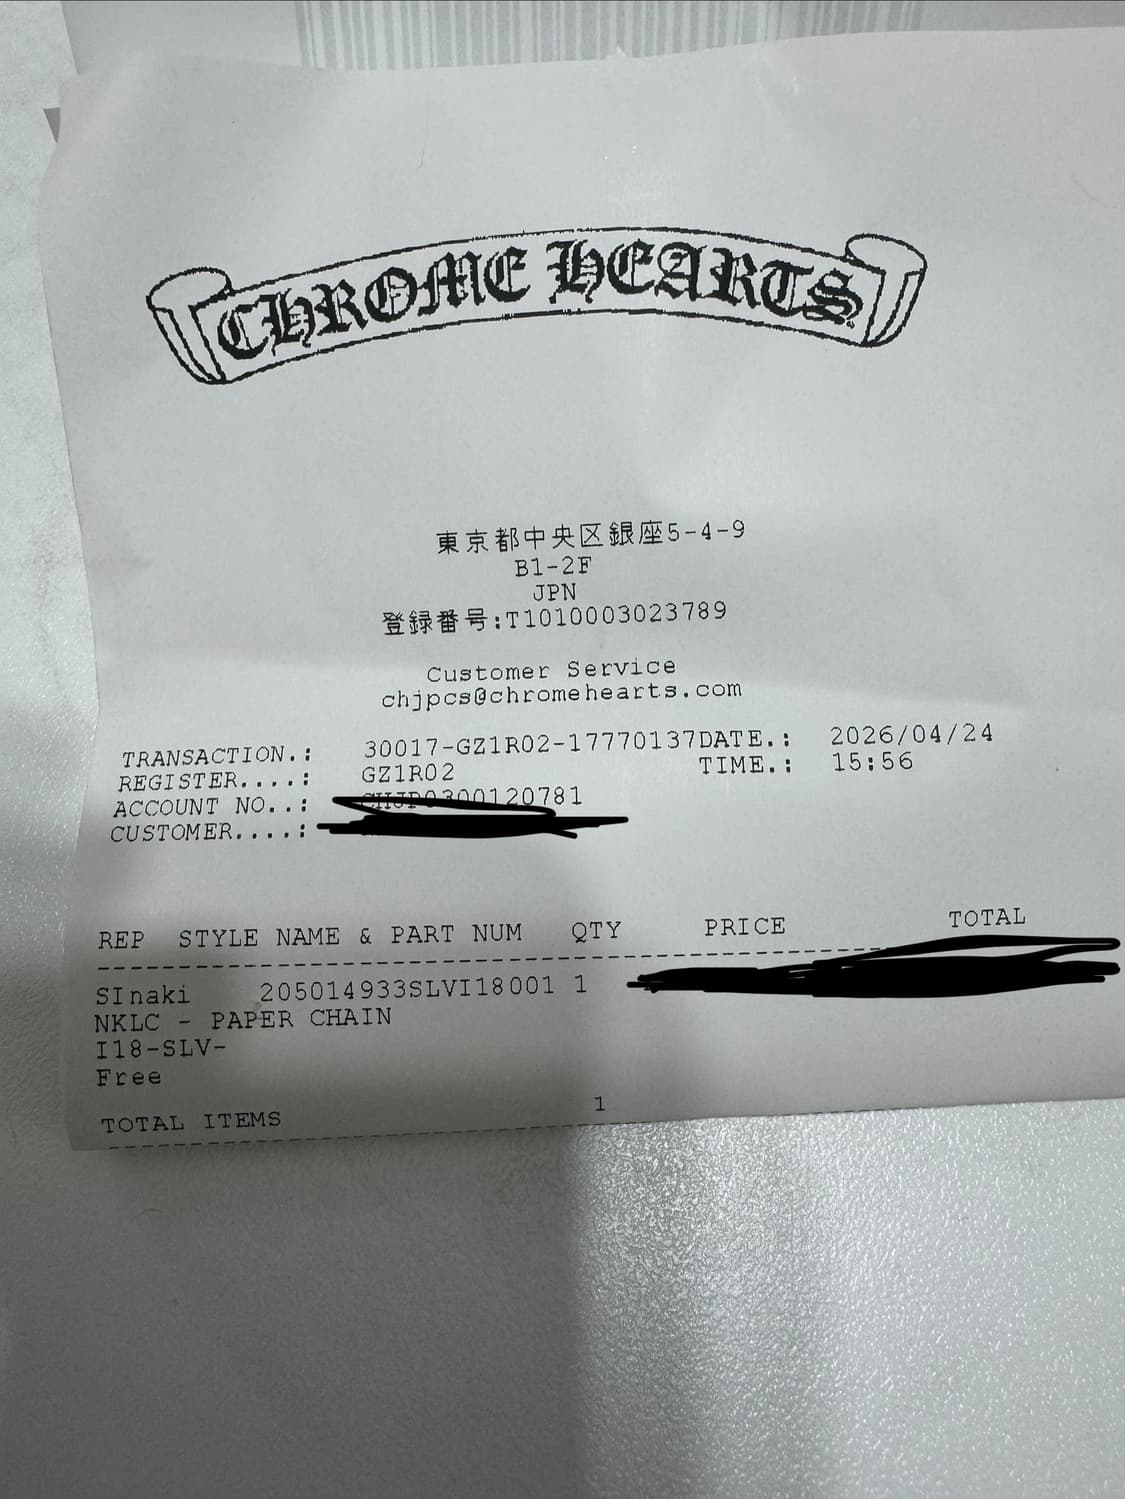 CHROME HEARTS
東京都中央区銀座5-4-9
B1-2F
JPN
登録番号:T1010003023789
Customer Service
chjpcs@chromehearts.com
TRANSACTION.: 30017-GZ1R02-17770137DATE.: 2026/04/24
REGISTER....: GZ1R02 TIME.: 15:56
ACCOUNT NO..:
CUSTOMER....:
REP STYLE NAME & PART NUM QTY PRICE TOTAL
SInaki 205014933SLVI18001 1
NKLC - PAPER CHAIN
I18-SLV-
Free
TOTAL ITEMS 1